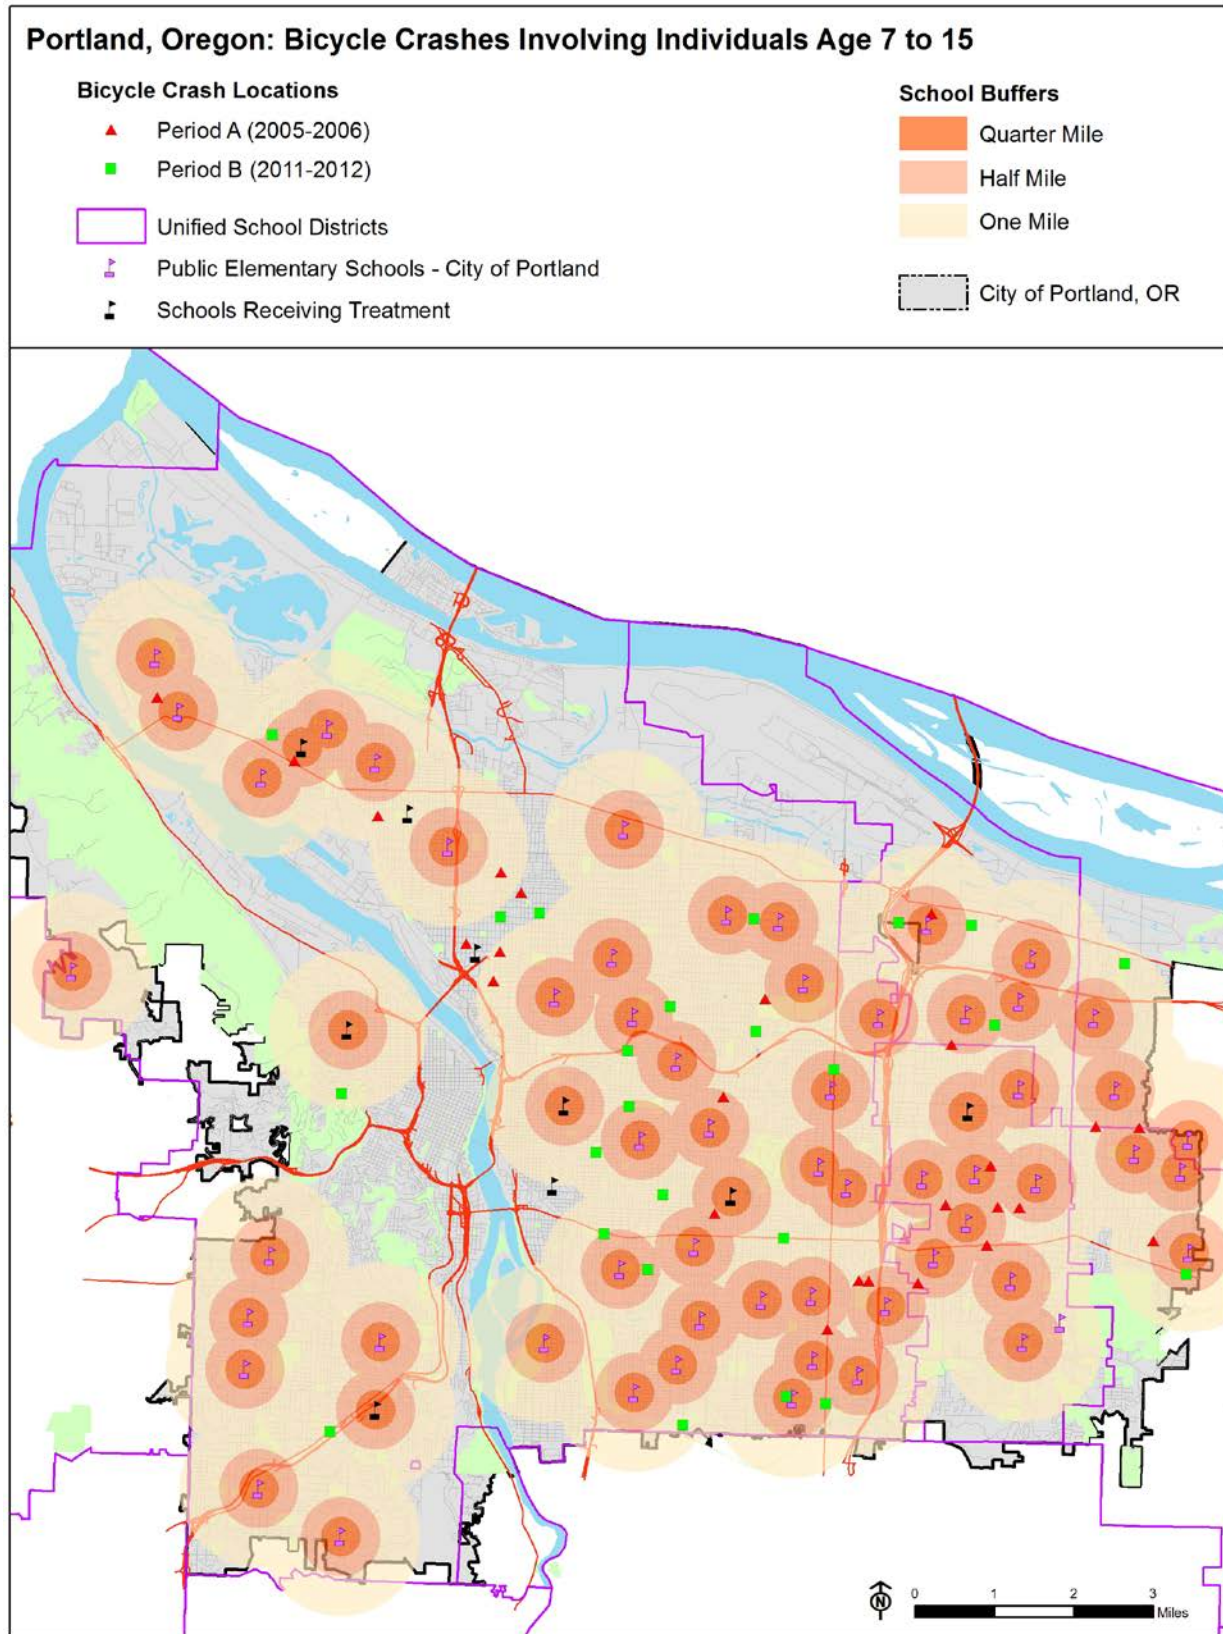 Portland, Oregon: Bicycle Crashes Involving Individuals Age 7 to 15
Bicycle Crash Locations
Period A (2005-2006)
Period B (2011-2012)
Unified School Districts
Public Elementary Schools - City of Portland
Schools Receiving Treatment
School Buffers
Quarter Mile
Half Mile
One Mile
City of Portland, OR
N
0 1 2 3
Miles